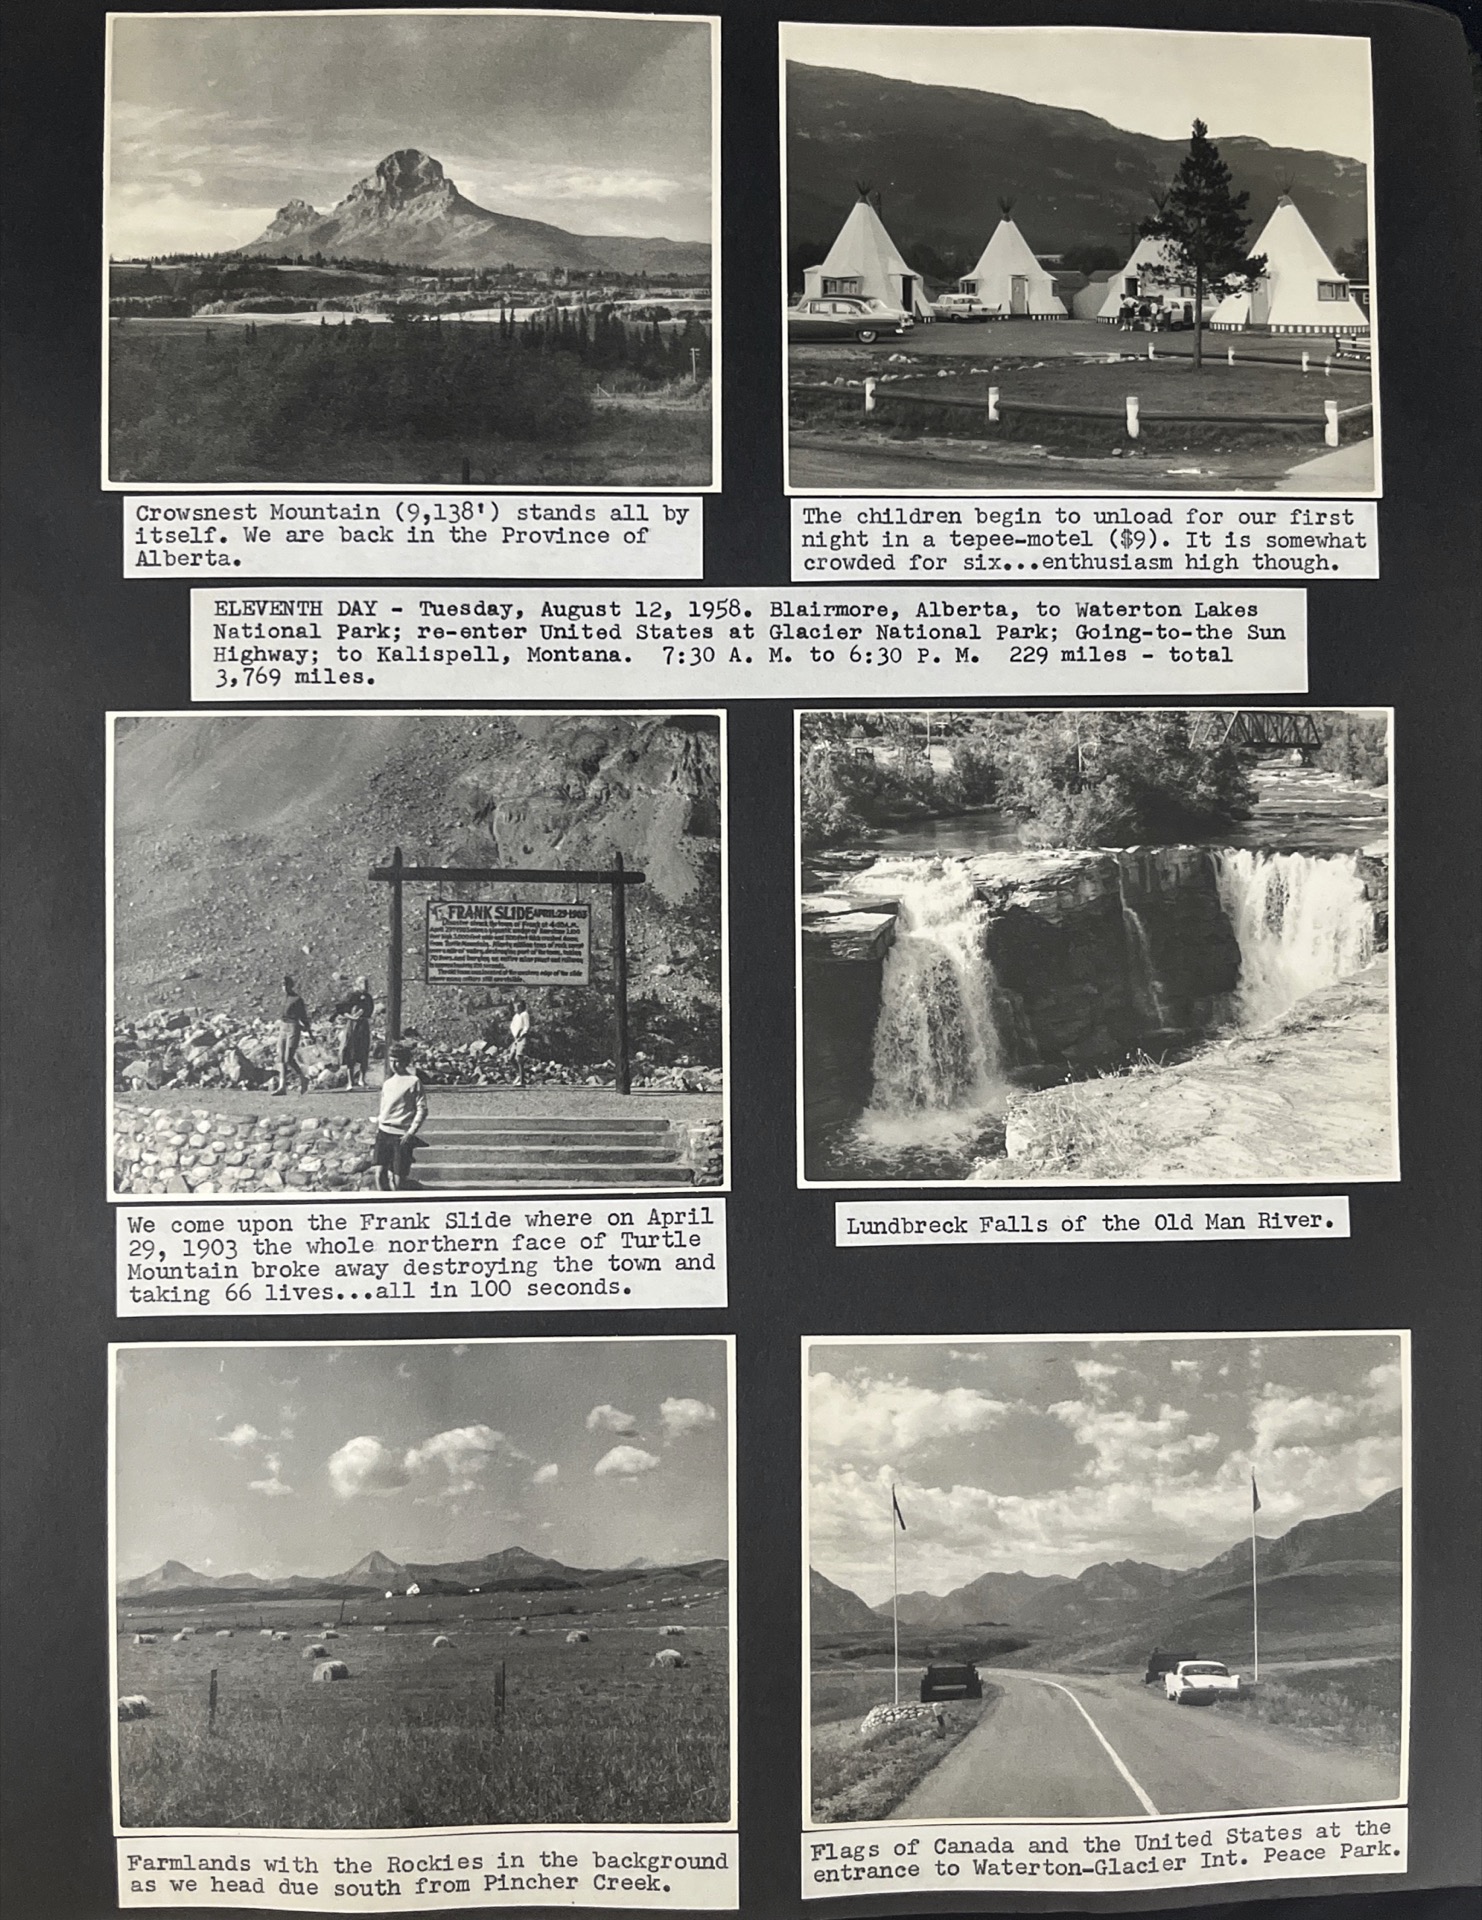 Crowsnest Mountain (9,138') stands all by
itself. We are back in the Province of
Alberta.
The children begin to unload for our first
night in a tepee-motel ($9). It is somewhat
crowded for six...enthusiasm high though.
ELEVENTH DAY - Tuesday, August 12, 1958. Blairmore, Alberta, to Waterton Lakes
National Park; re-enter United States at Glacier National Park; Going-to-the Sun
Highway; to Kalispell, Montana. 7:30 A. M. to 6:30 P. M. 229 miles - total
3,769 miles.
FRANK SLIDE APRIL 29 1903
We come upon the Frank Slide where on April
29, 1903 the whole northern face of Turtle
Mountain broke away destroying the town and
taking 66 lives...all in 100 seconds.
Lundbreck Falls of the Old Man River.
Farmlands with the Rockies in the background
as we head due south from Pincher Creek.
Flags of Canada and the United States at the
entrance to Waterton-Glacier Int. Peace Park.